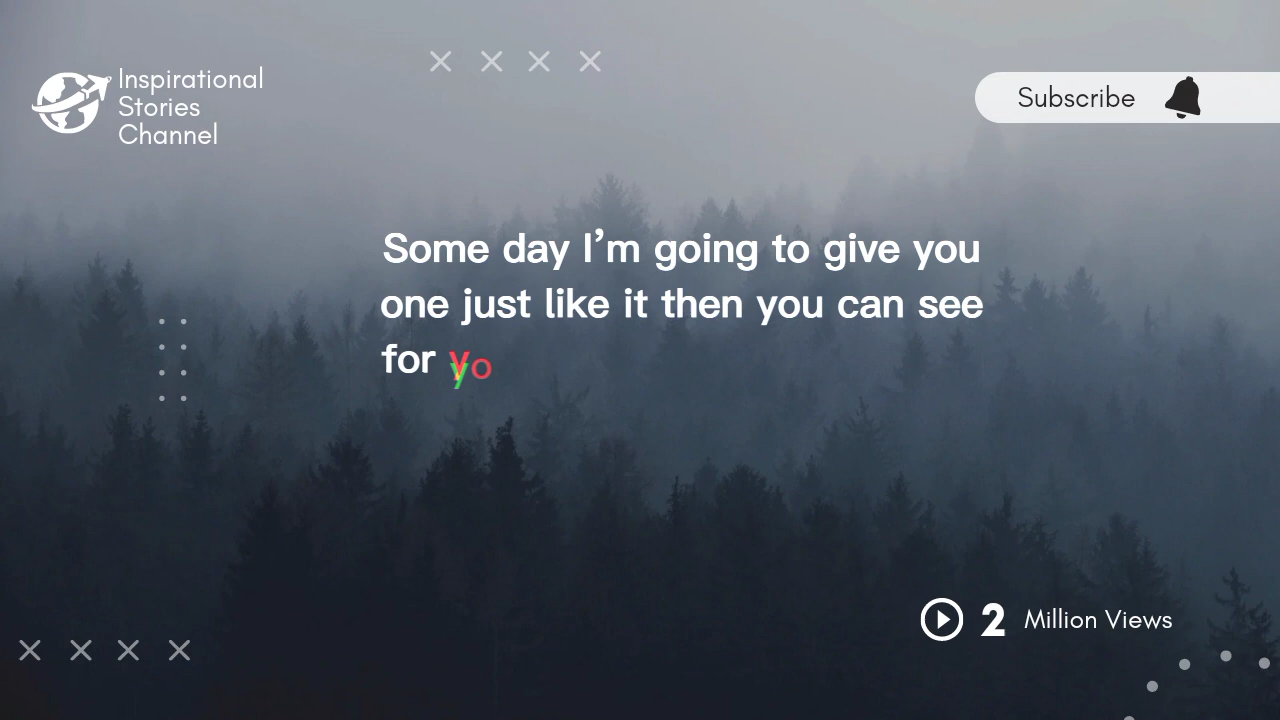 Inspirational
Stories
Channel
Subscribe
Some day I’m going to give you
one just like it then you can see
for yo
2 Million Views